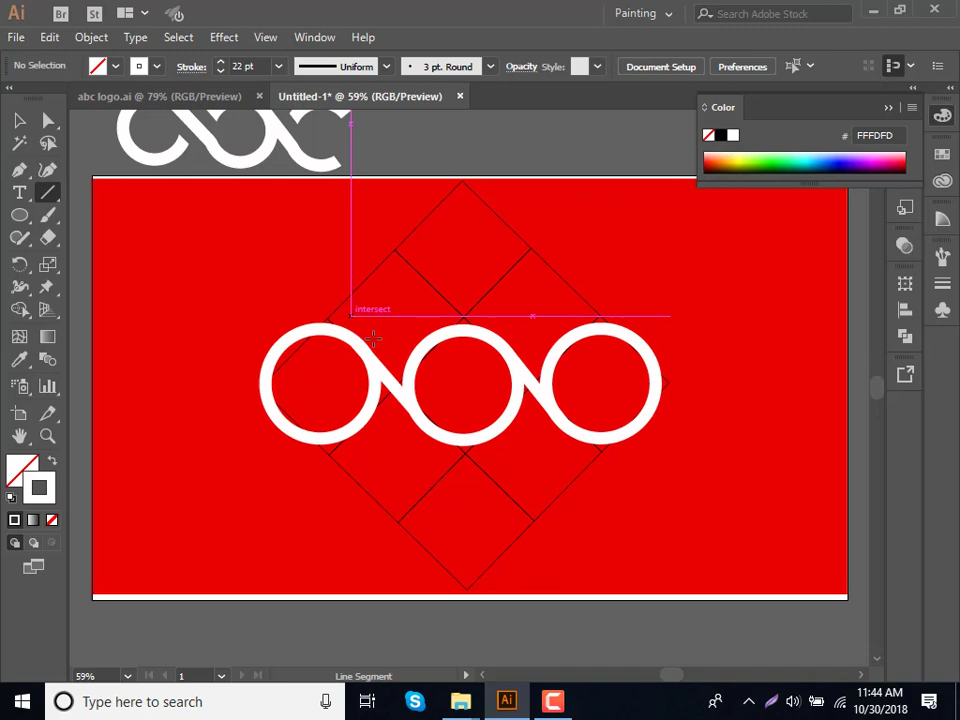 Ai Br St Painting Search Adobe Stock
File Edit Object Type Select Effect View Window Help
No Selection Stroke: 22 pt Uniform 3 pt. Round Opacity Style: Document Setup Preferences
abc logo.ai @ 79% (RGB/Preview) × Untitled-1* @ 59% (RGB/Preview) ×
Color
# FFFDFD
abc
intersect
59% 1 Line Segment
Type here to search
11:44 AM
10/30/2018